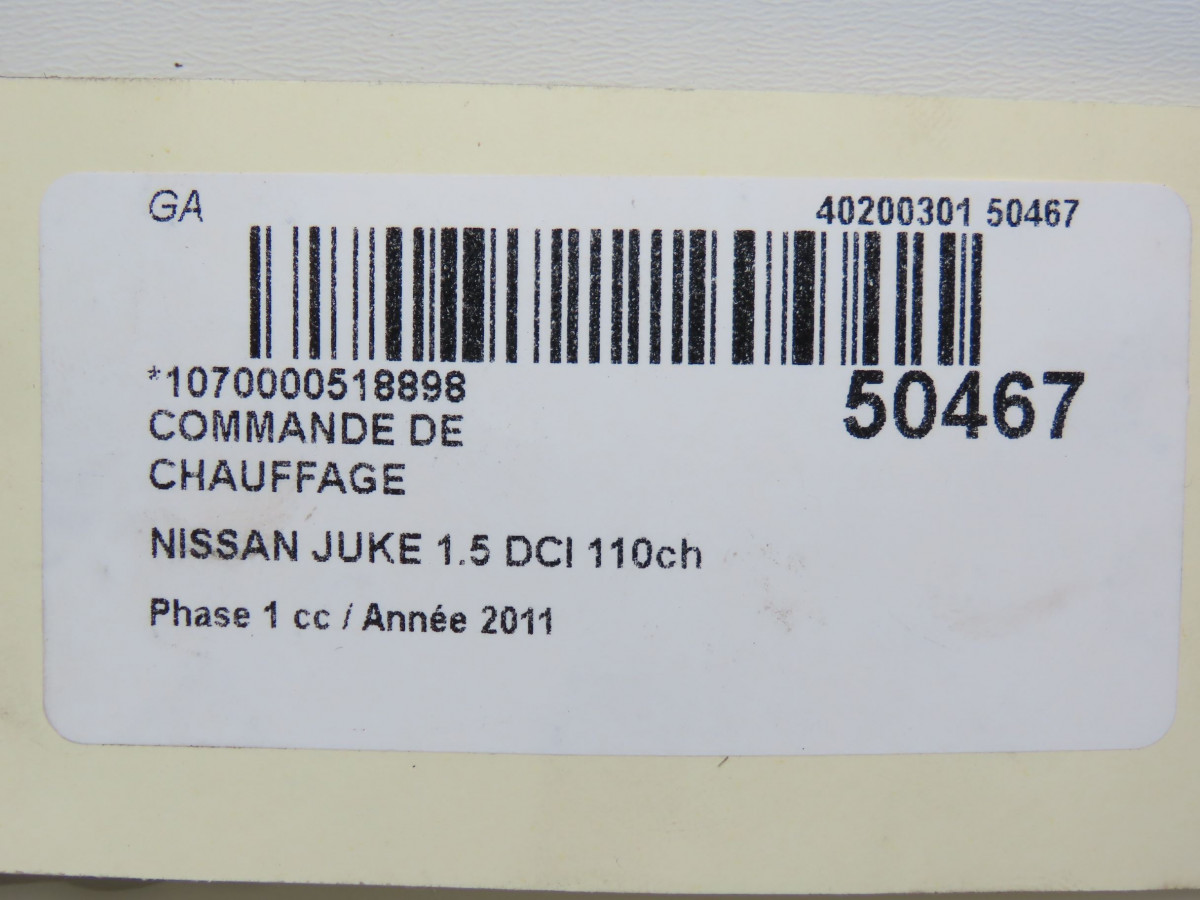 GA
40200301 50467
*1070000518898
50467
COMMANDE DE
CHAUFFAGE
NISSAN JUKE 1.5 DCI 110ch
Phase 1 cc / Année 2011